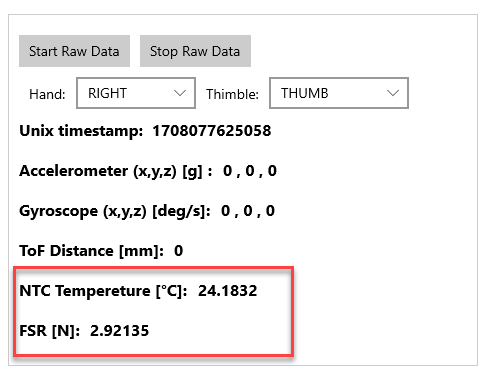 Start Raw Data Stop Raw Data
Hand: RIGHT Thimble: THUMB
Unix timestamp: 1708077625058
Accelerometer (x,y,z) [g] : 0 , 0 , 0
Gyroscope (x,y,z) [deg/s]: 0 , 0 , 0
ToF Distance [mm]: 0
NTC Tempereture [°C]: 24.1832
FSR [N]: 2.92135